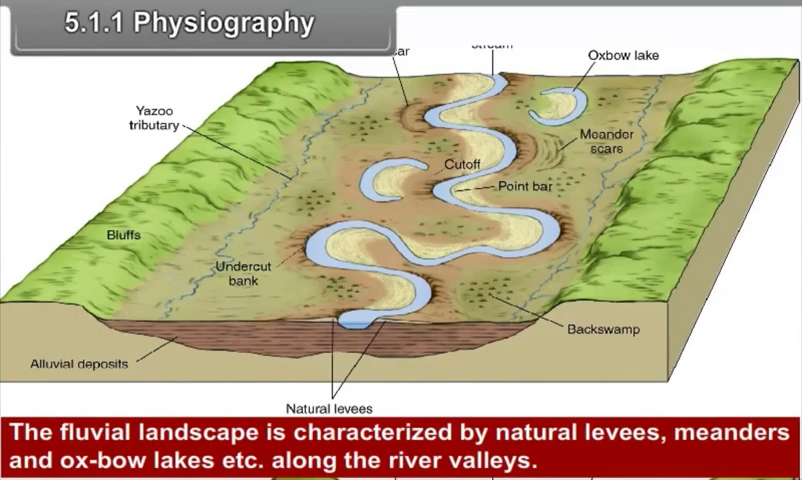 5.1.1 Physiography
Oxbow lake
Yazoo
tributary
Meander
scars
Cutoff
Point bar
Bluffs
Undercut
bank
Backswamp
Alluvial deposits
Natural levees
The fluvial landscape is characterized by natural levees, meanders
and ox-bow lakes etc. along the river valleys.